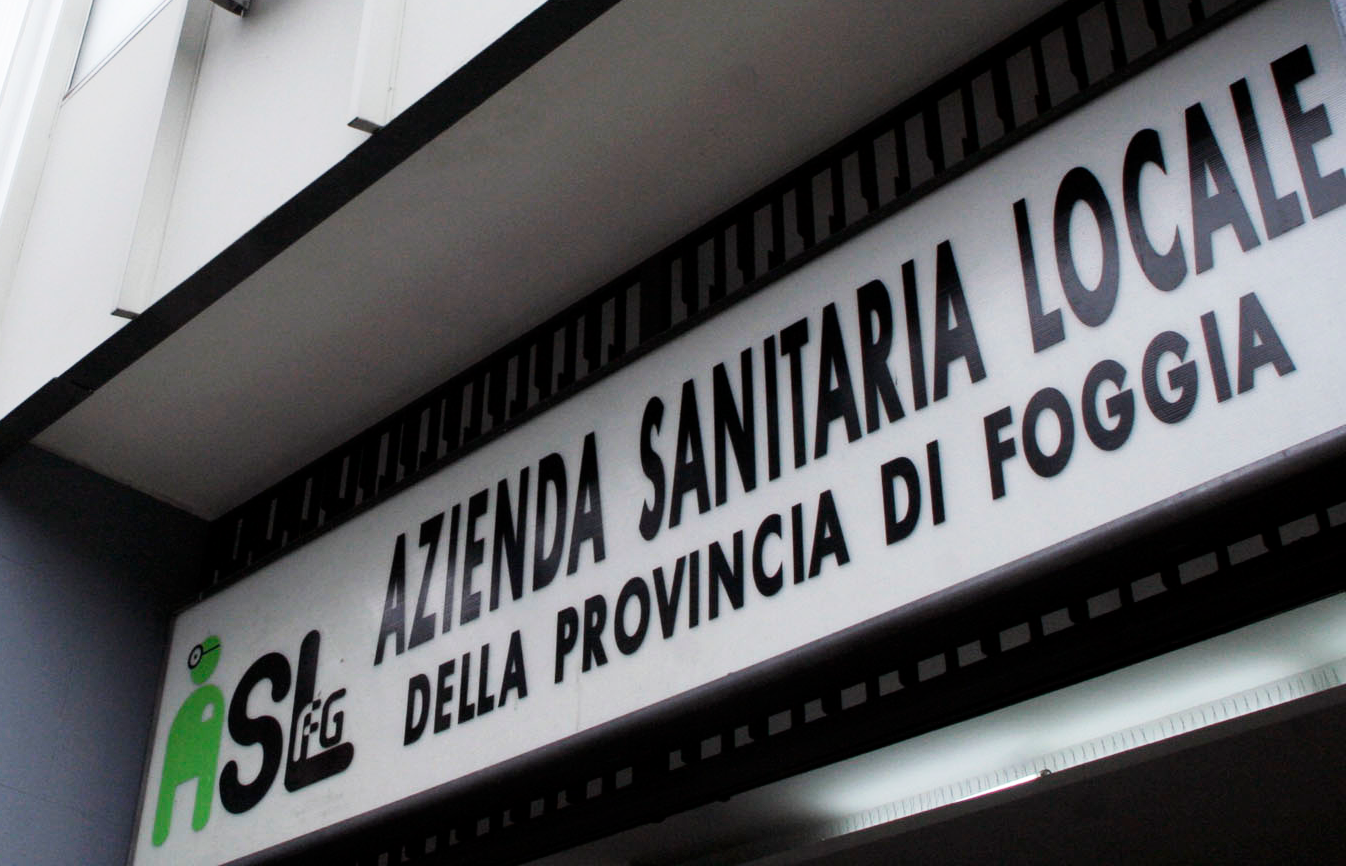 AZIENDA SANITARIA LOCALE
DELLA PROVINCIA DI FOGGIA
ASL FG